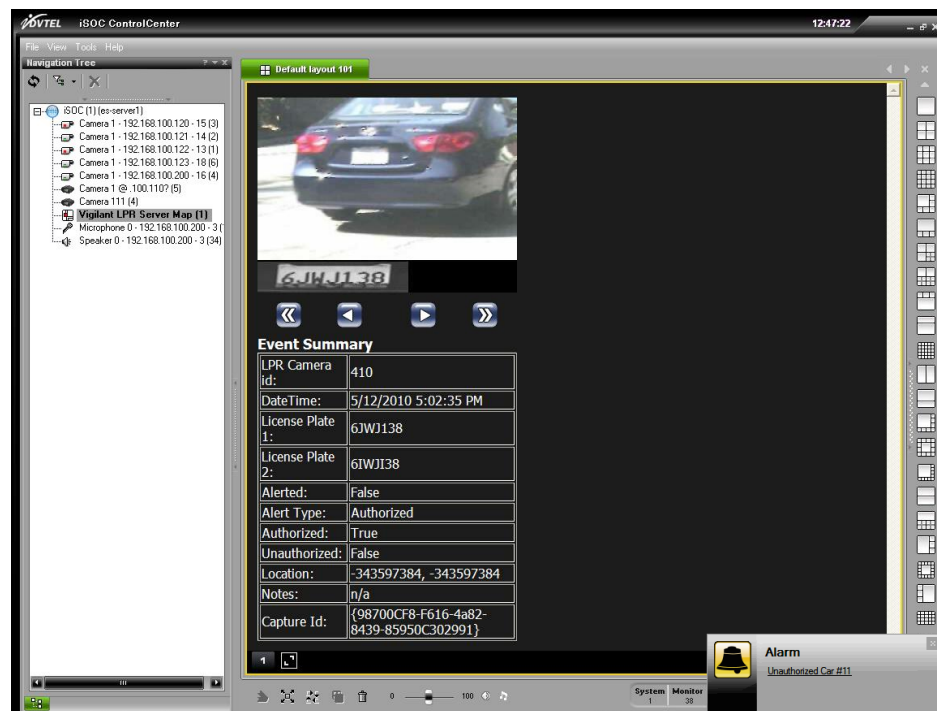 DVTEL iSOC ControlCenter
12:47:22
File View Tools Help
Navigation Tree
Default layout 101
iSOC (1) (es-server1)
Camera 1 - 192.168.100.120 - 15 (3)
Camera 1 - 192.168.100.121 - 14 (2)
Camera 1 - 192.168.100.122 - 13 (1)
Camera 1 - 192.168.100.123 - 18 (6)
Camera 1 - 192.168.100.200 - 16 (4)
Camera 1 @ .100.110? (5)
Camera 111 (4)
Vigilant LPR Server Map (1)
Microphone 0 - 192.168.100.200 - 3 (
Speaker 0 - 192.168.100.200 - 3 (34)
6JWJ138
Event Summary
LPR Camera id: 410
DateTime: 5/12/2010 5:02:35 PM
License Plate 1: 6JWJ138
License Plate 2: 6IWJI38
Alerted: False
Alert Type: Authorized
Authorized: True
Unauthorized: False
Location: -343597384, -343597384
Notes: n/a
Capture Id: {98700CF8-F616-4a82-
8439-85950C302991}
1
0 100
System 1
Monitor 38
Alarm
Unauthorized Car #11